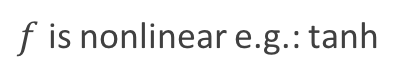 𝑓 is nonlinear e.g.: tanh